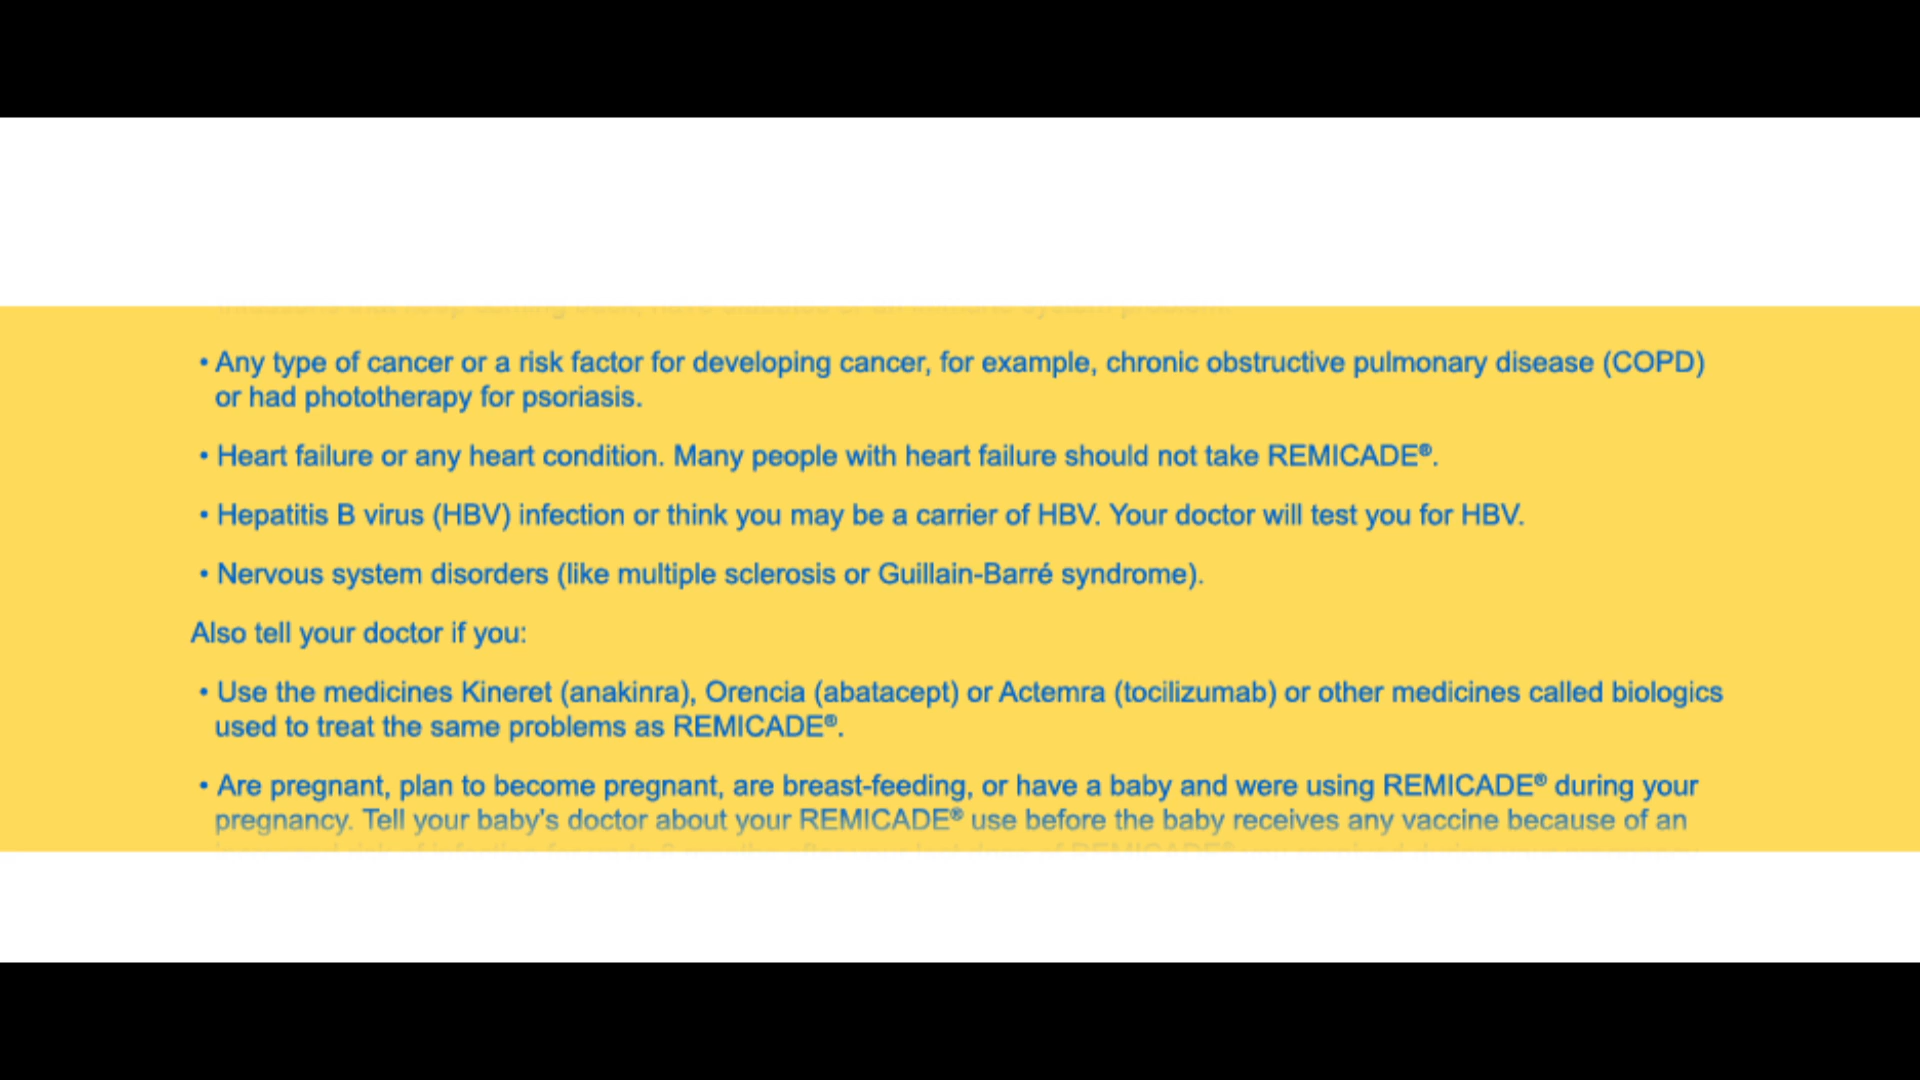 • Any type of cancer or a risk factor for developing cancer, for example, chronic obstructive pulmonary disease (COPD)
or had phototherapy for psoriasis.
• Heart failure or any heart condition. Many people with heart failure should not take REMICADE®.
• Hepatitis B virus (HBV) infection or think you may be a carrier of HBV. Your doctor will test you for HBV.
• Nervous system disorders (like multiple sclerosis or Guillain-Barré syndrome).
Also tell your doctor if you:
• Use the medicines Kineret (anakinra), Orencia (abatacept) or Actemra (tocilizumab) or other medicines called biologics
used to treat the same problems as REMICADE®.
• Are pregnant, plan to become pregnant, are breast-feeding, or have a baby and were using REMICADE® during your
pregnancy. Tell your baby's doctor about your REMICADE® use before the baby receives any vaccine because of an